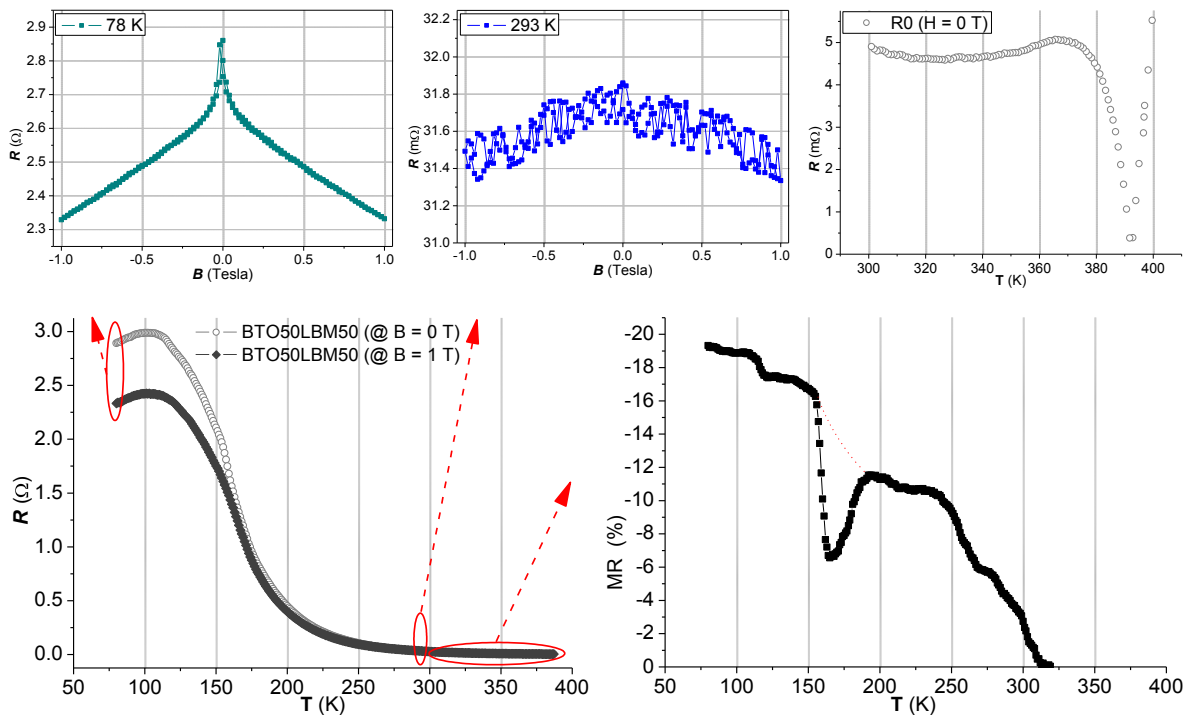 78 K
2.9
2.8
2.7
2.6
2.5
2.4
2.3
R (Ω)
-1.0 -0.5 0.0 0.5 1.0
B (Tesla)
293 K
32.2
32.0
31.8
31.6
31.4
31.2
31.0
R (mΩ)
-1.0 -0.5 0.0 0.5 1.0
B (Tesla)
R0 (H = 0 T)
5
4
3
2
1
0
R (mΩ)
300 320 340 360 380 400
T (K)
BTO50LBM50 (@ B = 0 T)
BTO50LBM50 (@ B = 1 T)
3.0
2.5
2.0
1.5
1.0
0.5
0.0
R (Ω)
50 100 150 200 250 300 350 400
T (K)
-20
-18
-16
-14
-12
-10
-8
-6
-4
-2
0
MR (%)
50 100 150 200 250 300 350 400
T (K)